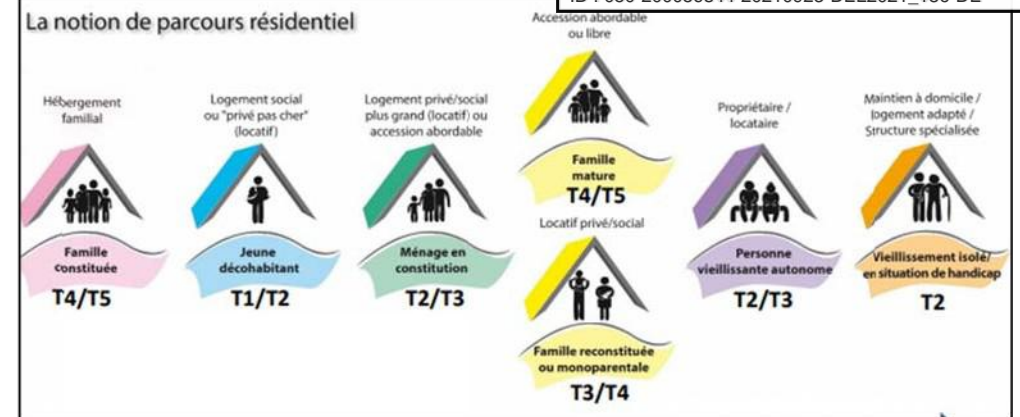 La notion de parcours résidentiel
Hébergement
familial
Famille
constituée
T4/T5
Logement social
ou "privé pas cher"
(locatif)
Jeune
décohabitant
T1/T2
Logement privé/social
plus grand (locatif) ou
accession abordable
Ménage en
constitution
T2/T3
Accession abordable
ou libre
Famille
mature
T4/T5
Locatif privé/social
Famille reconstituée
ou monoparentale
T3/T4
Propriétaire /
locataire
Personne
vieillissante autonome
T2/T3
Maintien à domicile /
logement adapté /
Structure spécialisée
Vieillissement isolé/
en situation de handicap
T2